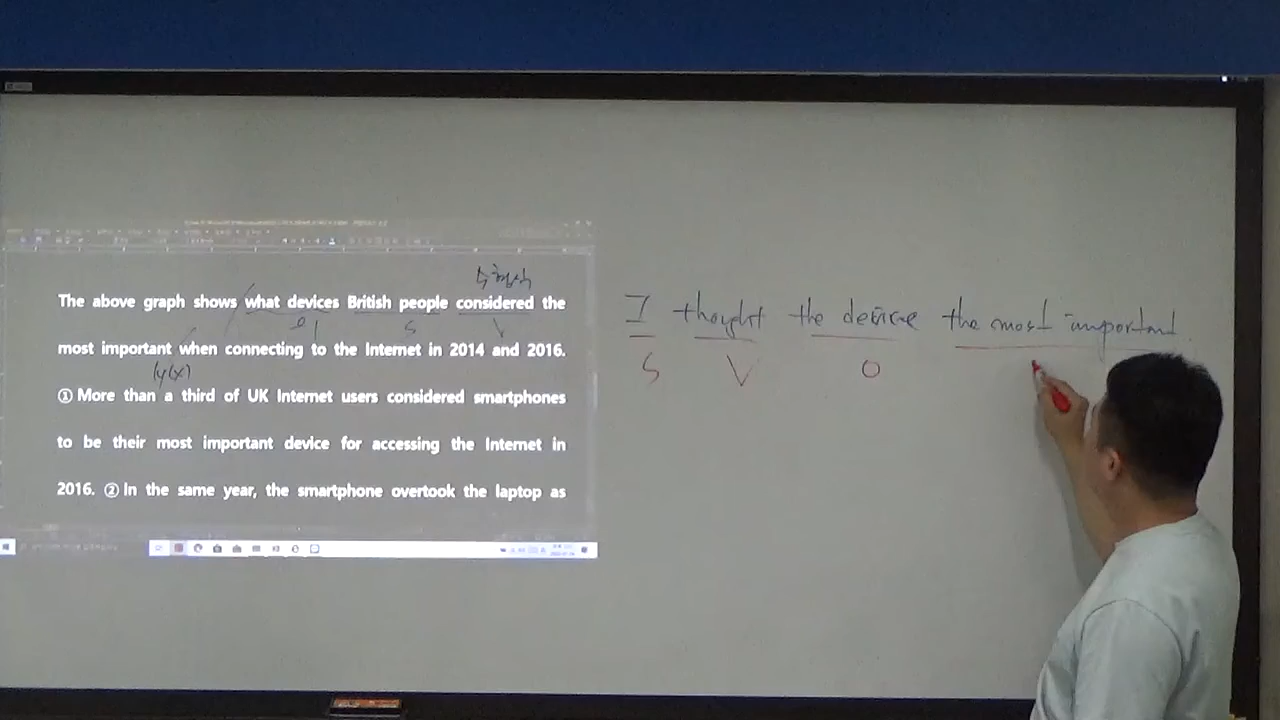 The above graph shows what devices British people considered the
S V
most important when connecting to the Internet in 2014 and 2016.
① More than a third of UK Internet users considered smartphones
to be their most important device for accessing the Internet in
2016. ② In the same year, the smartphone overtook the laptop as
I thought the device the most important.
S V O